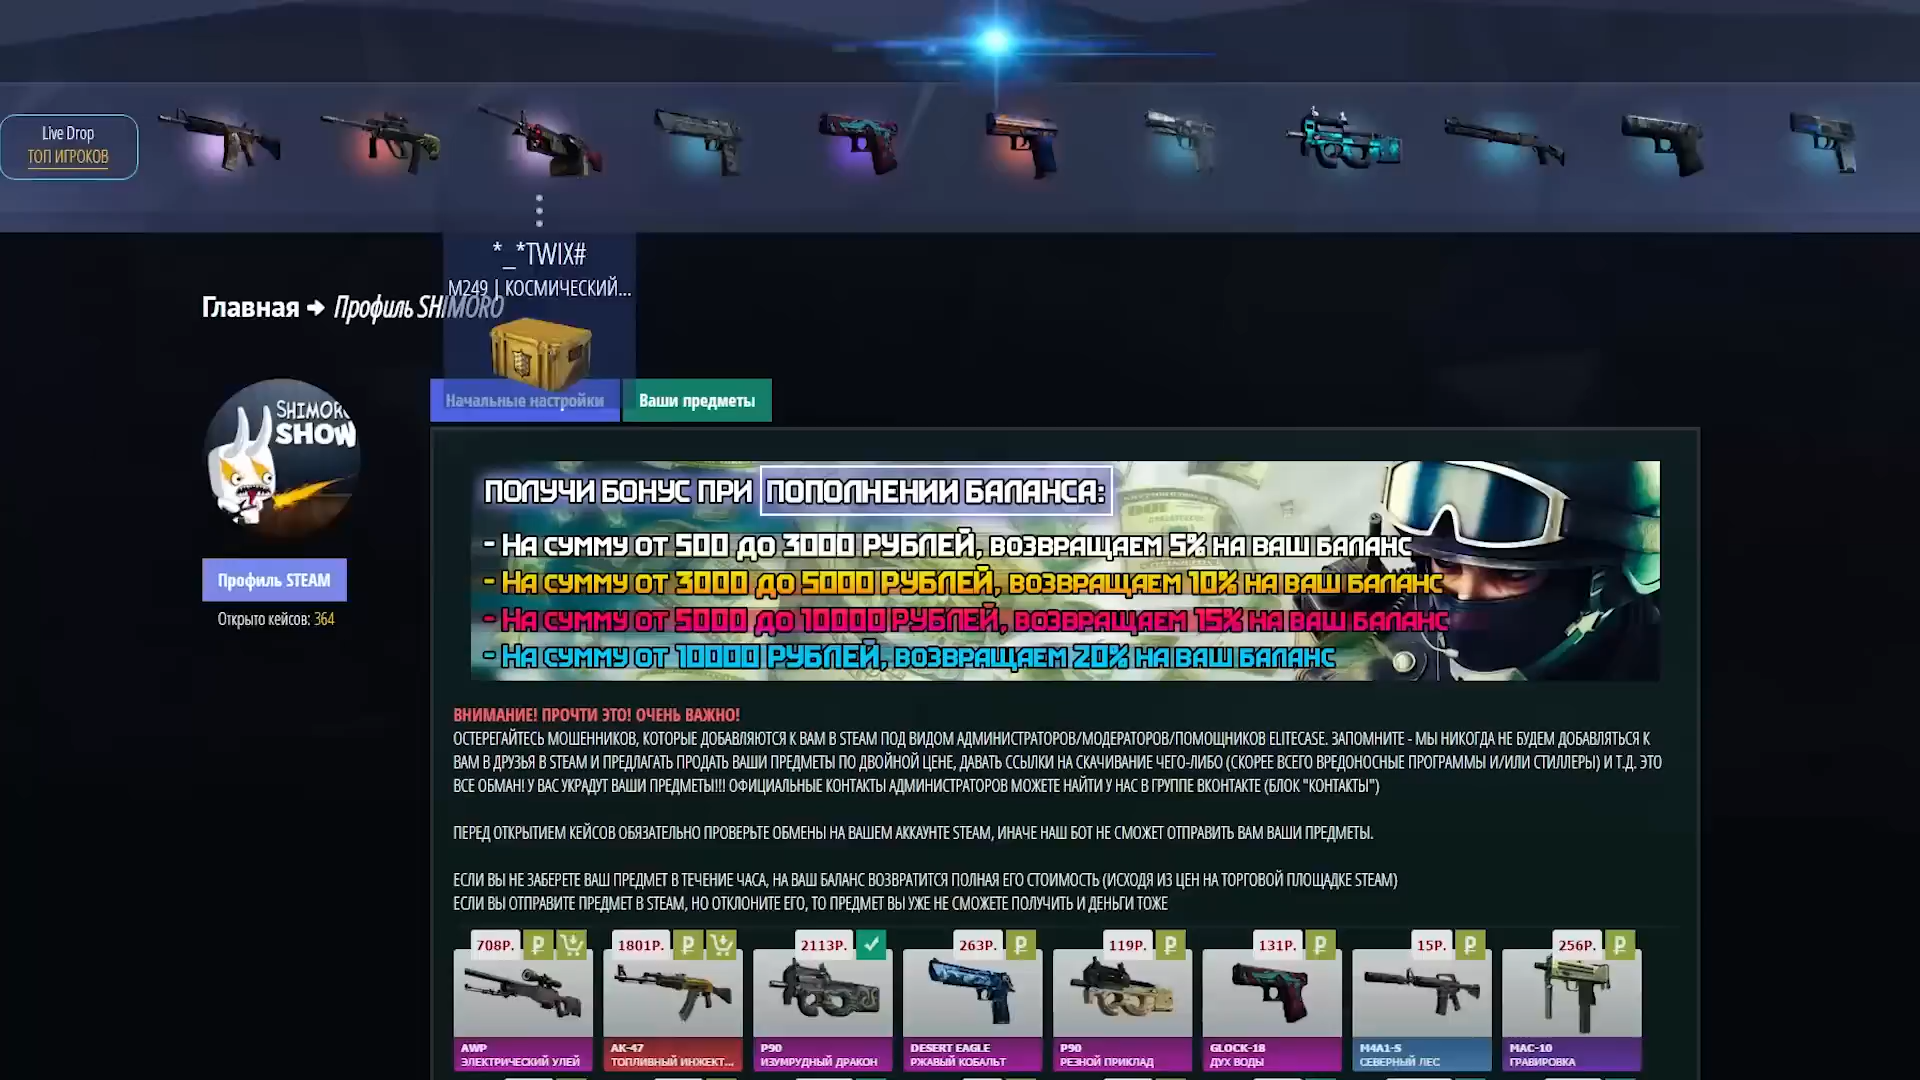 Live Drop
ТОП ИГРОКОВ
*_*TWIX#
M249 | КОСМИЧЕСКИЙ...
Главная ➜ Профиль SHIMORO
SHIMORO
SHOW
Начальные настройки
Ваши предметы
ПОЛУЧИ БОНУС ПРИ ПОПОЛНЕНИИ БАЛАНСА:
- НА СУММУ ОТ 500 ДО 3000 РУБЛЕЙ, ВОЗВРАЩАЕМ 5% НА ВАШ БАЛАНС
- НА СУММУ ОТ 3000 ДО 5000 РУБЛЕЙ, ВОЗВРАЩАЕМ 10% НА ВАШ БАЛАНС
- НА СУММУ ОТ 5000 ДО 10000 РУБЛЕЙ, ВОЗВРАЩАЕМ 15% НА ВАШ БАЛАНС
- НА СУММУ ОТ 10000 РУБЛЕЙ, ВОЗВРАЩАЕМ 20% НА ВАШ БАЛАНС
Профиль STEAM
Открыто кейсов: 364
ВНИМАНИЕ! ПРОЧТИ ЭТО! ОЧЕНЬ ВАЖНО!
ОСТЕРЕГАЙТЕСЬ МОШЕННИКОВ, КОТОРЫЕ ДОБАВЛЯЮТСЯ К ВАМ В STEAM ПОД ВИДОМ АДМИНИСТРАТОРОВ/МОДЕРАТОРОВ/ПОМОЩНИКОВ ELITECASE. ЗАПОМНИТЕ - МЫ НИКОГДА НЕ БУДЕМ ДОБАВЛЯТЬСЯ К
ВАМ В ДРУЗЬЯ В STEAM И ПРЕДЛАГАТЬ ПРОДАТЬ ВАШИ ПРЕДМЕТЫ ПО ДВОЙНОЙ ЦЕНЕ, ДАВАТЬ ССЫЛКИ НА СКАЧИВАНИЕ ЧЕГО-ЛИБО (СКОРЕЕ ВСЕГО ВРЕДОНОСНЫЕ ПРОГРАММЫ И/ИЛИ СТИЛЛЕРЫ) И Т.Д. ЭТО
ВСЕ ОБМАН! У ВАС УКРАДУТ ВАШИ ПРЕДМЕТЫ!!! ОФИЦИАЛЬНЫЕ КОНТАКТЫ АДМИНИСТРАТОРОВ МОЖЕТЕ НАЙТИ У НАС В ГРУППЕ ВКОНТАКТЕ (БЛОК "КОНТАКТЫ")
ПЕРЕД ОТКРЫТИЕМ КЕЙСОВ ОБЯЗАТЕЛЬНО ПРОВЕРЬТЕ ОБМЕНЫ НА ВАШЕМ АККАУНТЕ STEAM, ИНАЧЕ НАШ БОТ НЕ СМОЖЕТ ОТПРАВИТЬ ВАМ ВАШИ ПРЕДМЕТЫ.
ЕСЛИ ВЫ НЕ ЗАБЕРЕТЕ ВАШ ПРЕДМЕТ В ТЕЧЕНИЕ ЧАСА, НА ВАШ БАЛАНС ВОЗВРАТИТСЯ ПОЛНАЯ ЕГО СТОИМОСТЬ (ИСХОДЯ ИЗ ЦЕН НА ТОРГОВОЙ ПЛОЩАДКЕ STEAM)
ЕСЛИ ВЫ ОТПРАВИТЕ ПРЕДМЕТ В STEAM, НО ОТКЛОНИТЕ ЕГО, ТО ПРЕДМЕТ ВЫ УЖЕ НЕ СМОЖЕТЕ ПОЛУЧИТЬ И ДЕНЬГИ ТОЖЕ
708Р. 1801Р. 2113Р. 263Р. 119Р. 131Р. 15Р. 256Р.
AWP AK-47 P90 DESERT EAGLE P90 GLOCK-18 M4A1-S MAC-10
ЭЛЕКТРИЧЕСКИЙ УЛЕЙ ТОПЛИВНЫЙ ИНЖЕКТ... ИЗУМРУДНЫЙ ДРАКОН РЖАВЫЙ КОБАЛЬТ РЕЗНОЙ ПРИКЛАД ДУХ ВОДЫ СЕВЕРНЫЙ ЛЕС ГРАВИРОВКА